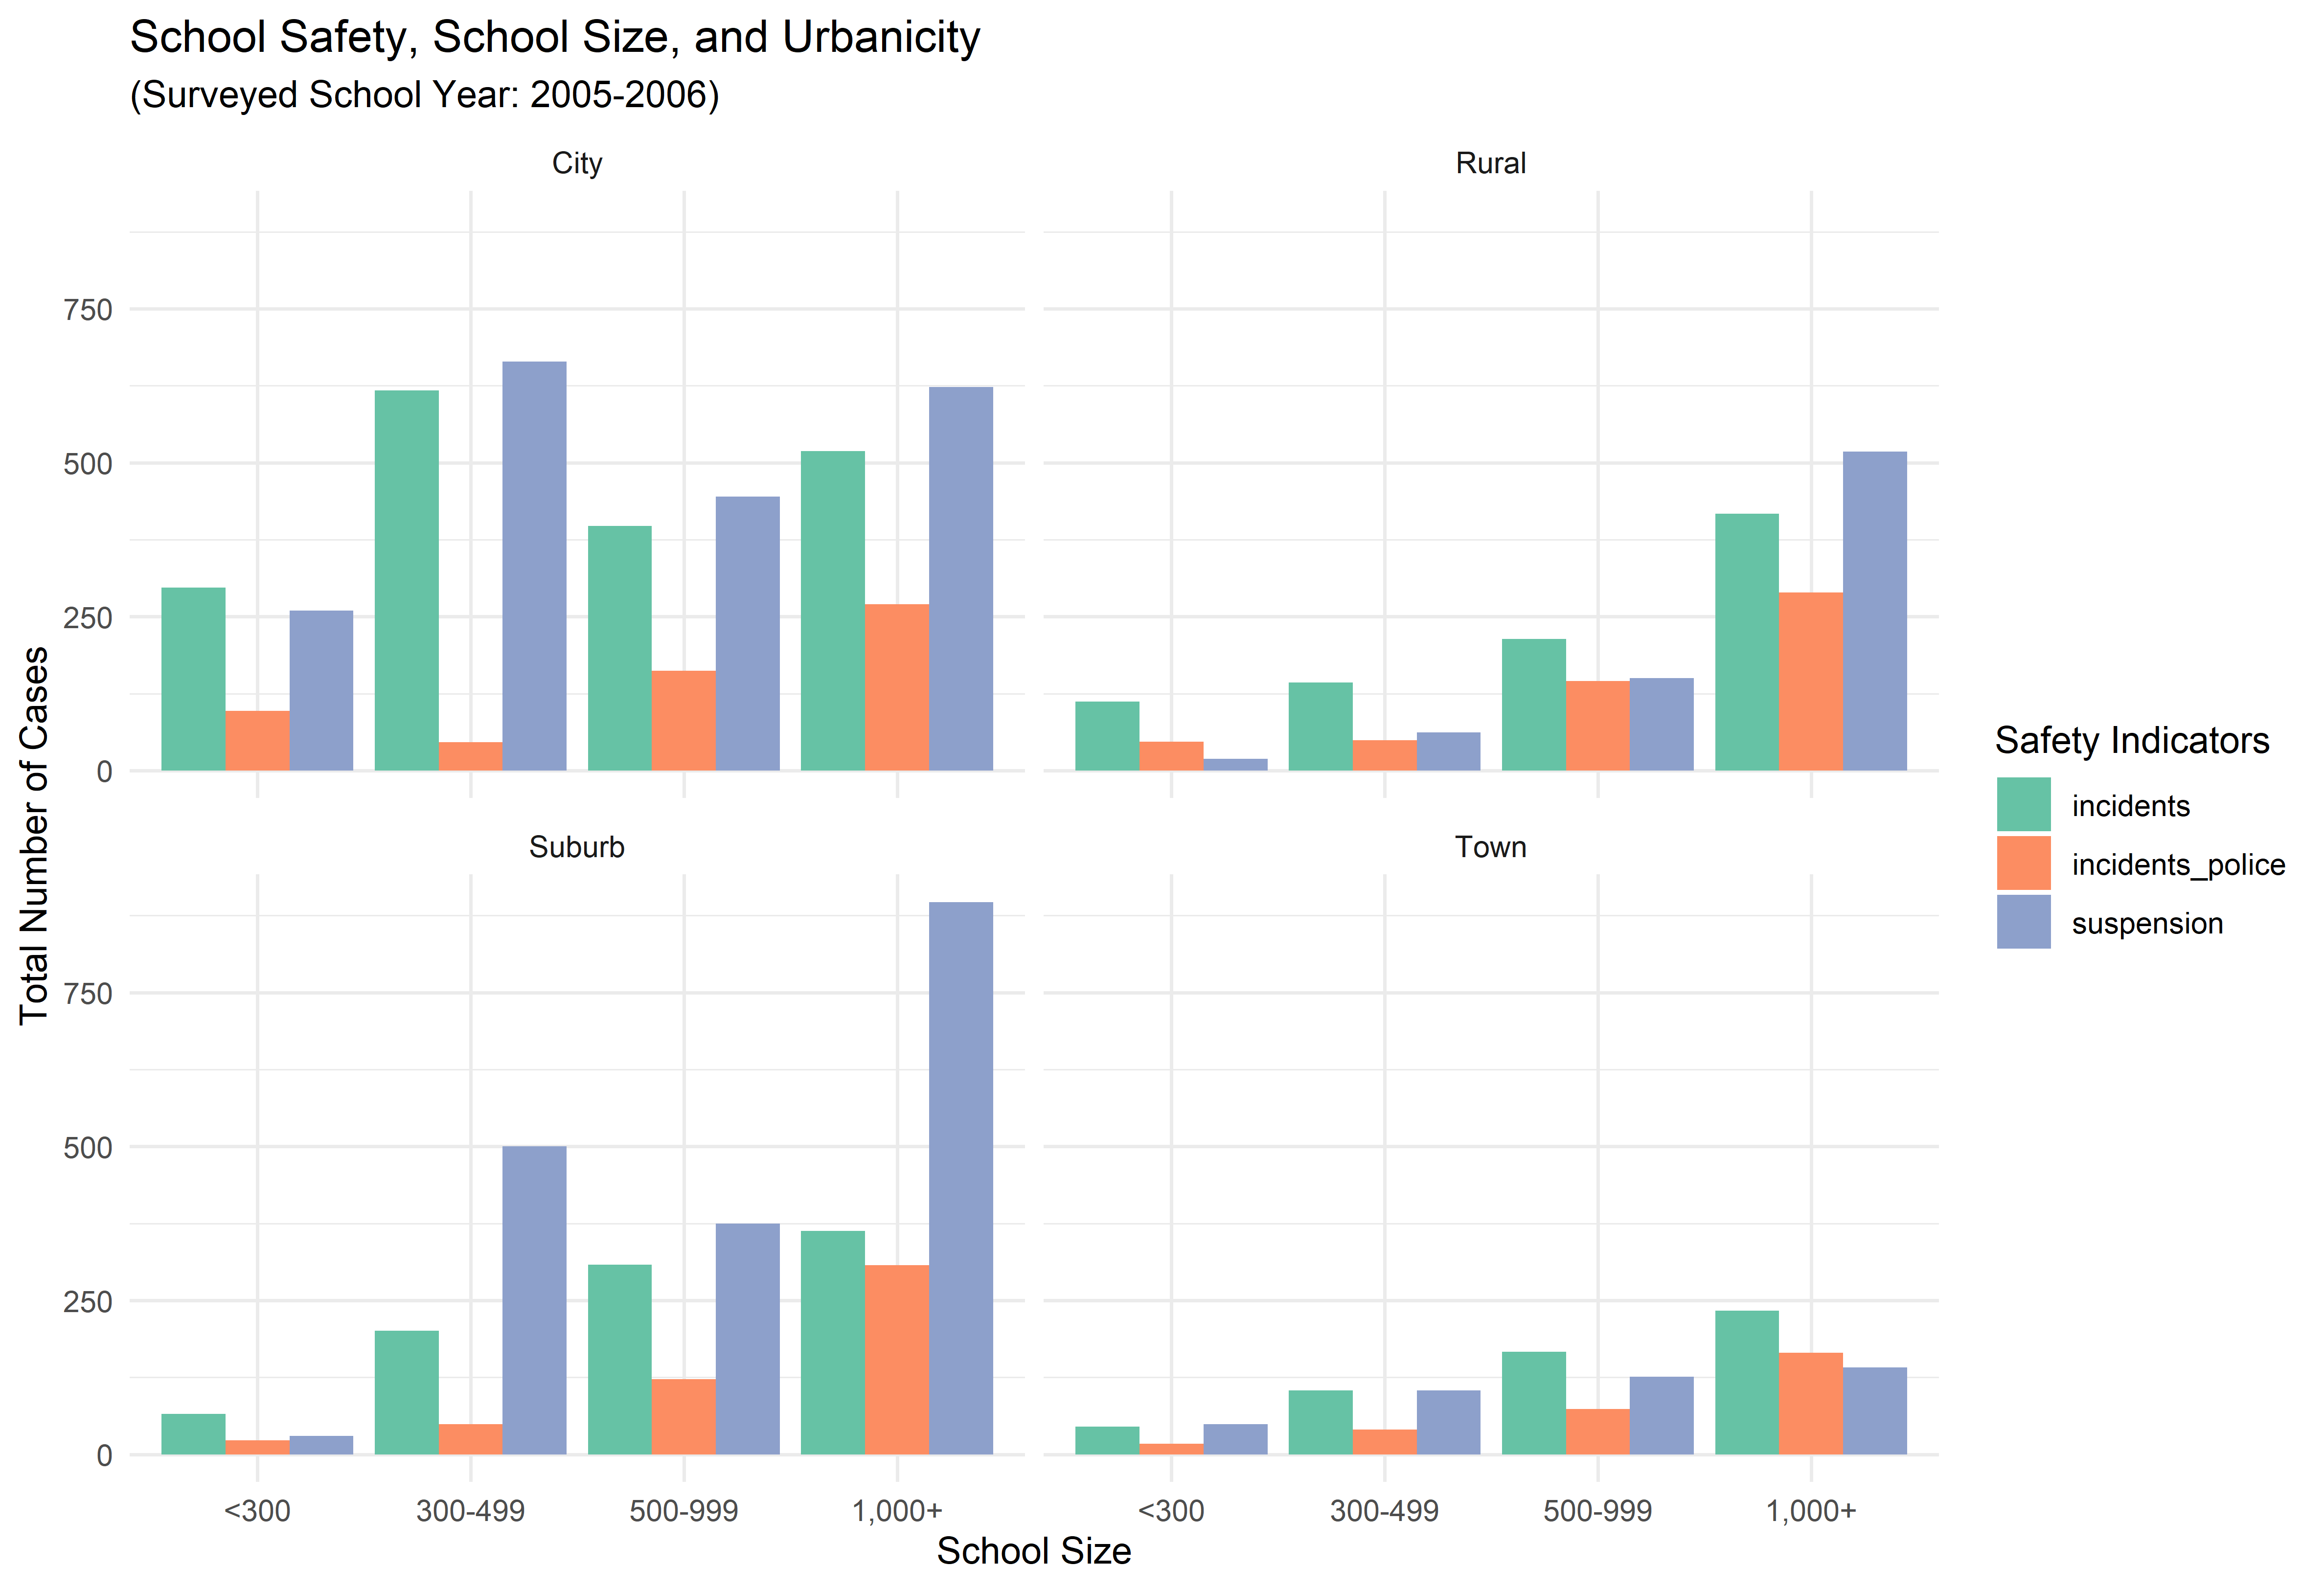 School Safety, School Size, and Urbanicity
(Surveyed School Year: 2005-2006)
City
Rural
750
500
250
0
Suburb
Town
750
500
250
0
<300
300-499
500-999
1,000+
<300
300-499
500-999
1,000+
School Size
Total Number of Cases
Safety Indicators
incidents
incidents_police
suspension